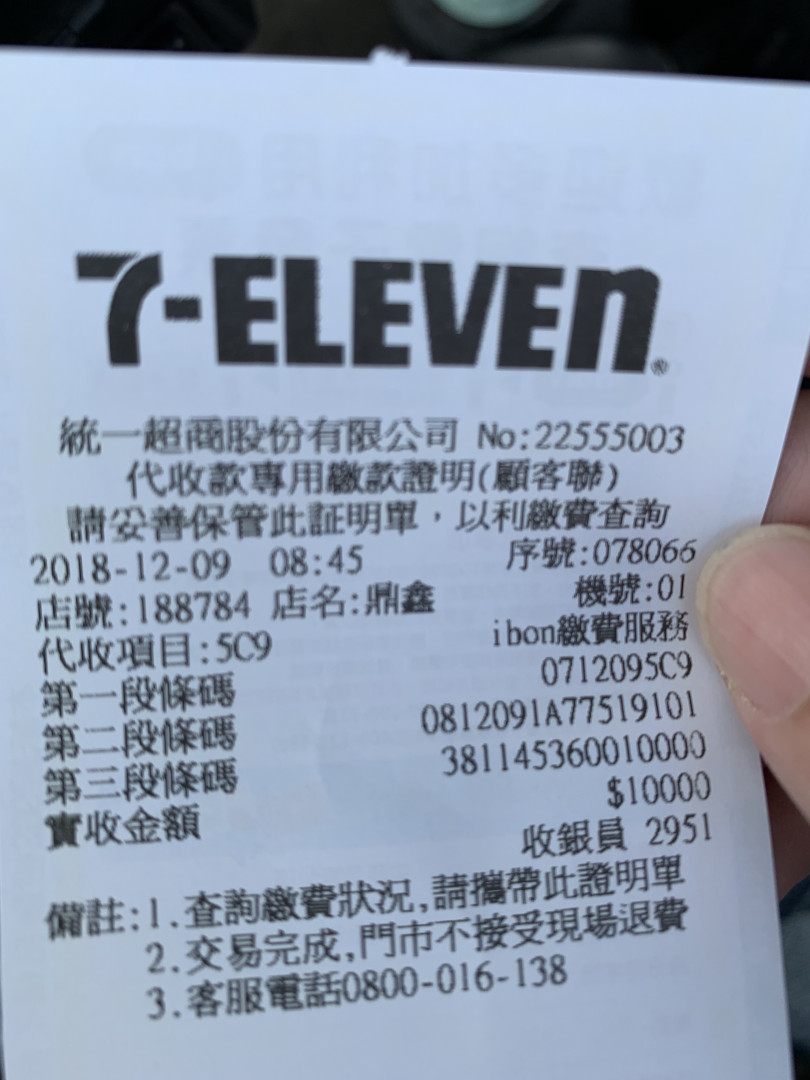 7-ELEVEn®
統一超商股份有限公司 No:22555003
代收款專用繳款證明(顧客聯)
請妥善保管此証明單，以利繳費查詢
2018-12-09 08:45 序號:078066
店號:188784 店名:鼎鑫 機號:01
代收項目:5C9 ibon繳費服務
第一段條碼 0712095C9
第二段條碼 0812091A77519101
第三段條碼 381145360010000
實收金額 $10000
收銀員 2951
備註:1.查詢繳費狀況,請攜帶此證明單
2.交易完成,門市不接受現場退費
3.客服電話0800-016-138